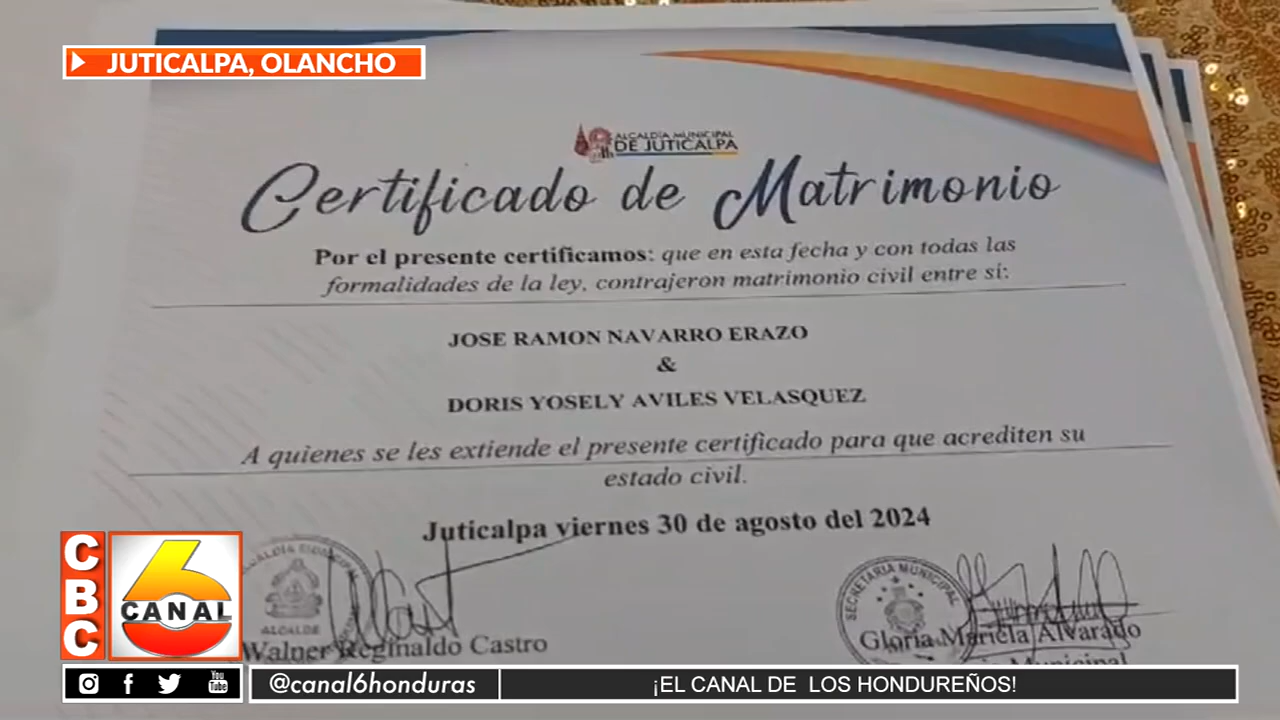 JUTICALPA, OLANCHO
ALCALDÍA MUNICIPAL
DE JUTICALPA
Certificado de Matrimonio
Por el presente certificamos: que en esta fecha y con todas las
formalidades de la ley, contrajeron matrimonio civil entre sí:
JOSE RAMON NAVARRO ERAZO
&
DORIS YOSELY AVILES VELASQUEZ
A quienes se les extiende el presente certificado para que acrediten su
estado civil.
Juticalpa viernes 30 de agosto del 2024
ALCALDE
SECRETARIA MUNICIPAL
Walner Reginaldo Castro
Gloria Mariela Alvarado
Municipal
CBC
6
CANAL
You Tube
@canal6honduras
¡EL CANAL DE LOS HONDUREÑOS!